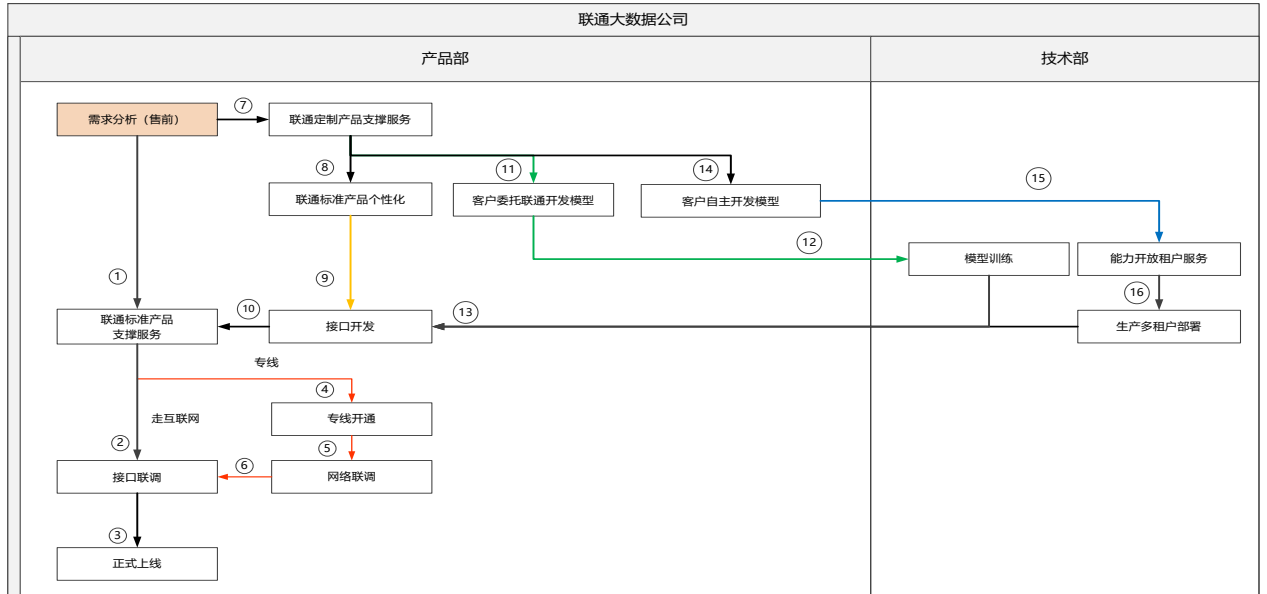 联通大数据公司
产品部
技术部
需求分析（售前）
⑦
联通定制产品支撑服务
⑧
⑪
⑭
⑮
联通标准产品个性化
客户委托联通开发模型
客户自主开发模型
⑫
模型训练
能力开放租户服务
①
⑨
⑯
⑩
⑬
联通标准产品
支撑服务
接口开发
生产多租户部署
专线
④
专线开通
走互联网
②
⑤
⑥
接口联调
网络联调
③
正式上线